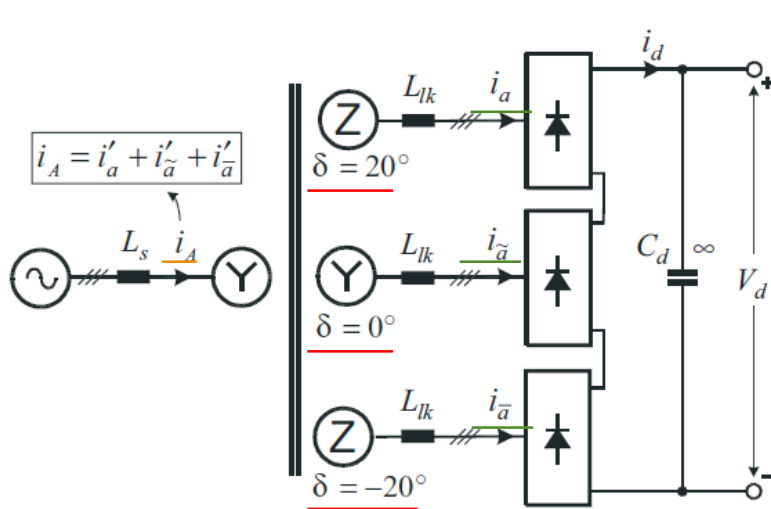 i_A = i′_a + i′_ã + i′_ā
L_s
i_A
Y
Z
δ = 20°
L_lk
i_a
Y
δ = 0°
L_lk
i_ã
Z
δ = −20°
L_lk
i_ā
i_d
C_d
∞
+
V_d
−